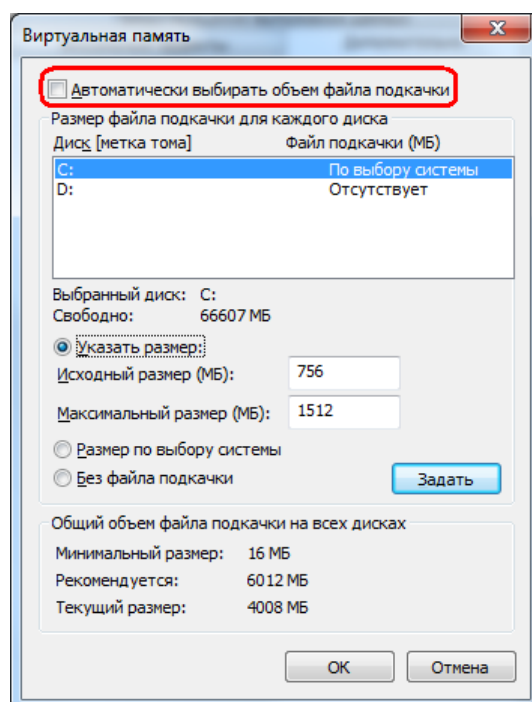 Виртуальная память
Автоматически выбирать объем файла подкачки
Размер файла подкачки для каждого диска
Диск [метка тома] Файл подкачки (МБ)
C: По выбору системы
D: Отсутствует
Выбранный диск: C:
Свободно: 66607 МБ
Указать размер:
Исходный размер (МБ): 756
Максимальный размер (МБ): 1512
Размер по выбору системы
Без файла подкачки
Задать
Общий объем файла подкачки на всех дисках
Минимальный размер: 16 МБ
Рекомендуется: 6012 МБ
Текущий размер: 4008 МБ
ОК Отмена